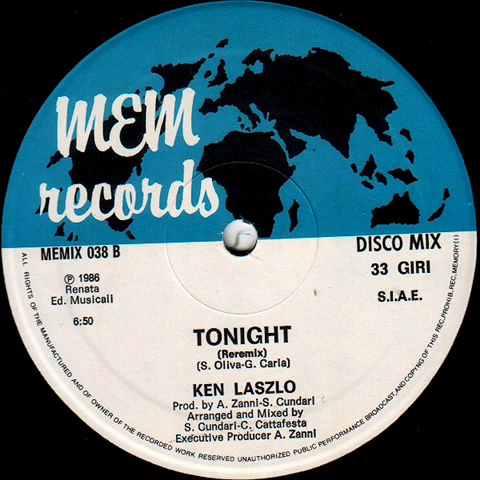 MEM
records
MEMIX 038 B
DISCO MIX
℗ 1986
Renata
Ed. Musicali
33 GIRI
6:50
S.I.A.E.
TONIGHT
(Reremix)
(S. Oliva-G. Carla)
KEN LASZLO
Prod. by A. Zanni-S. Cundari
Arranged and Mixed by
S. Cundari-C. Cattafesta
Executive Producer A. Zanni
ALL RIGHTS OF THE MANUFACTURED AND OF OWNER OF THE RECORDED WORK RESERVED UNAUTHORIZED PUBLIC PERFORMANCE BROADCAST, AND COPYNG OF THIS REC, PROHIB, REC, MEMORY (I)